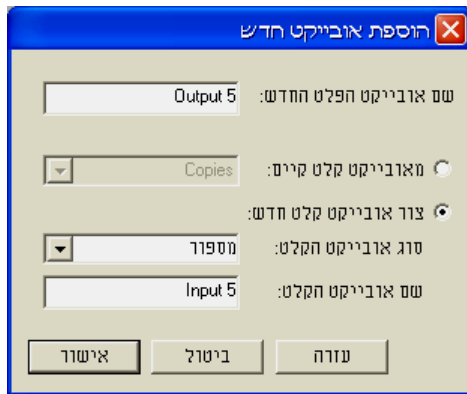 הוספת אובייקט חדש
שם אובייקט הפלט החדש: Output 5
מאובייקט קלט קיים: Copies
צור אובייקט קלט חדש:
סוג אובייקט הקלט: מספור
שם אובייקט הקלט: Input 5
עזרה ביטול אישור